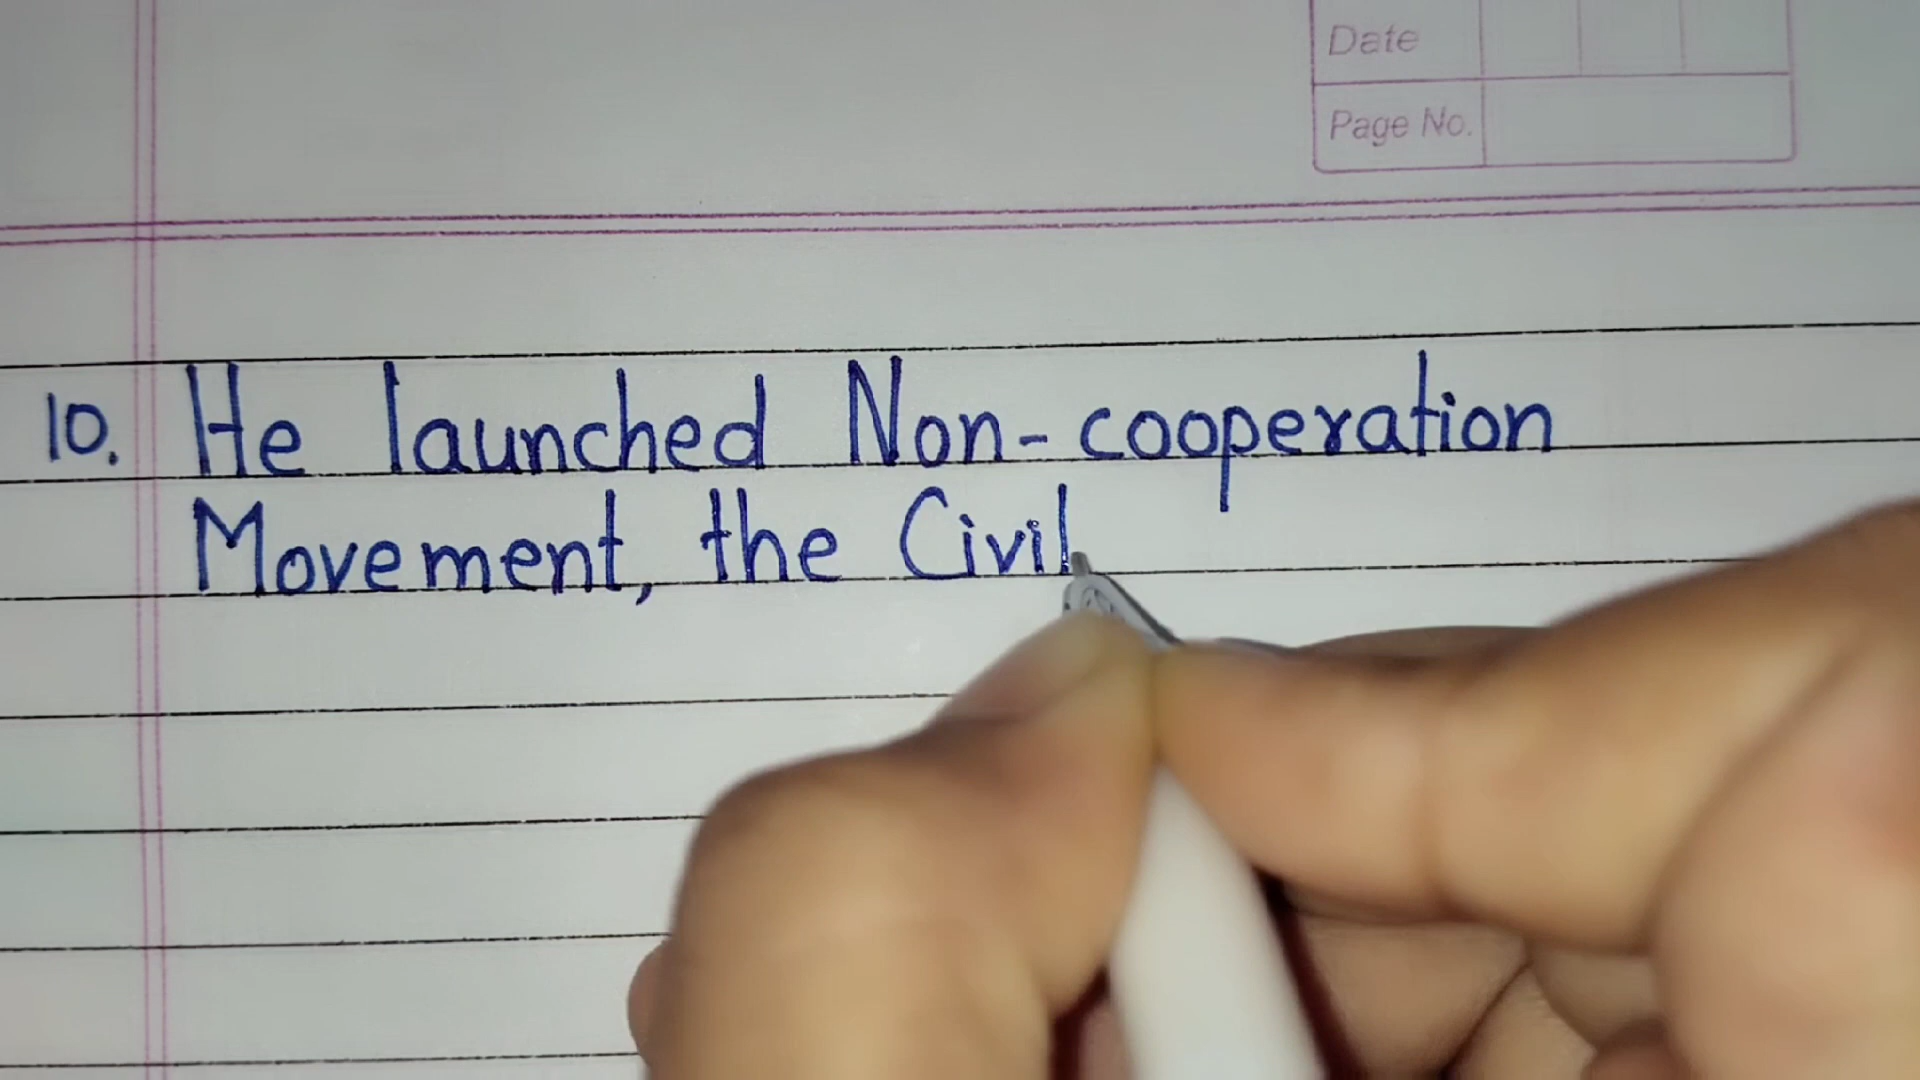 Date
Page No.
10. He launched Non-cooperation
Movement, the Civil